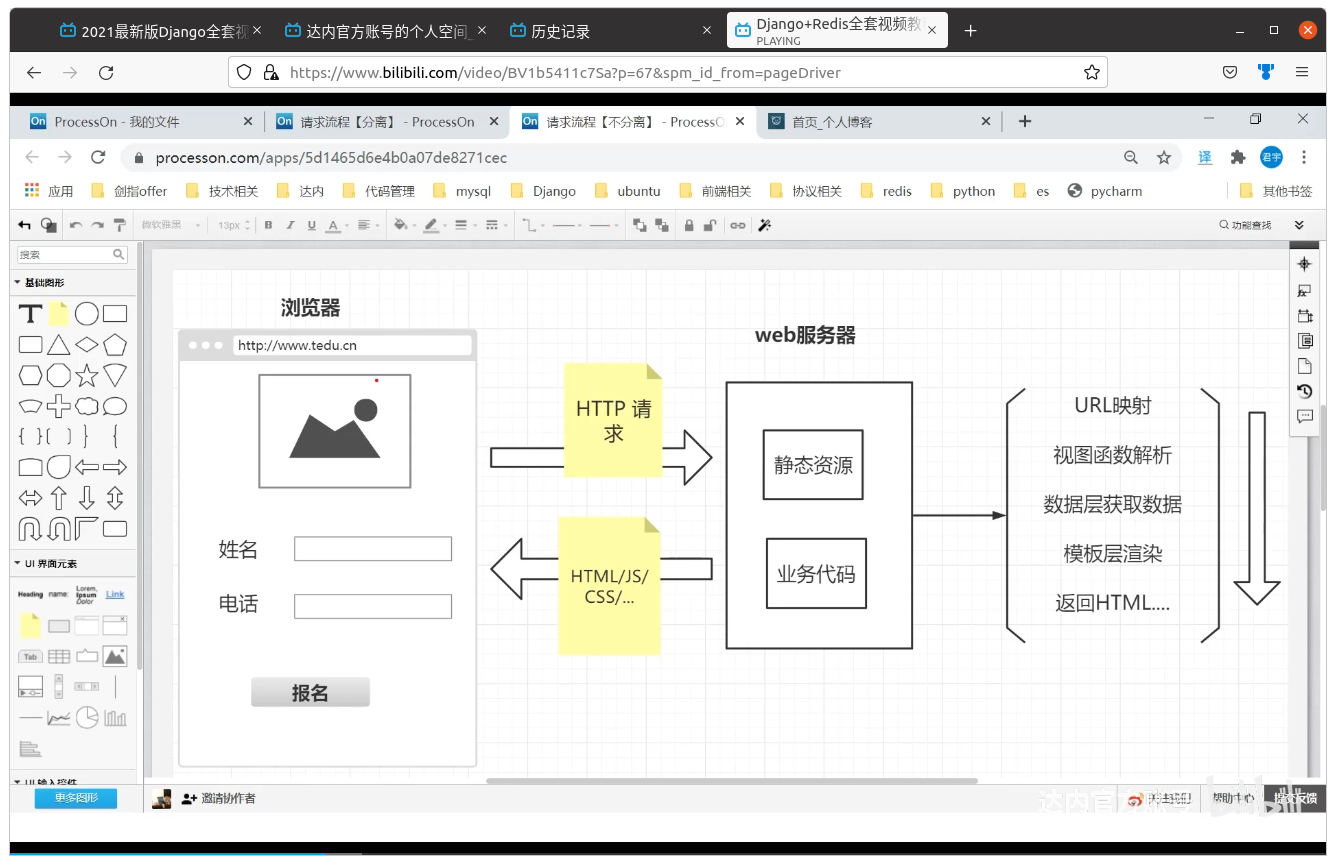 2021最新版Django全套视
达内官方账号的个人空间_
历史记录
Django+Redis全套视频教
PLAYING
https://www.bilibili.com/video/BV1b5411c7Sa?p=67&spm_id_from=pageDriver
On ProcessOn - 我的文件
On 请求流程【分离】 - ProcessOn
On 请求流程【不分离】 - ProcessO
首页_个人博客
processon.com/apps/5d1465d6e4b0a07de8271cec
译
君宇
应用
剑指offer
技术相关
达内
代码管理
mysql
Django
ubuntu
前端相关
协议相关
redis
python
es
pycharm
其他书签
微软雅黑
13px
B I U A
功能查找
搜索
基础图形
T
UI 界面元素
Heading
name:
Lorem, Ipsum Dolor
Link
Tab
UI 输入控件
更多图形
浏览器
http://www.tedu.cn
姓名
电话
报名
HTTP 请
求
HTML/JS/
CSS/...
web服务器
静态资源
业务代码
URL映射
视图函数解析
数据层获取数据
模板层渲染
返回HTML....
邀请协作者
达内官方账号
帮助中心
提交反馈
bilibili